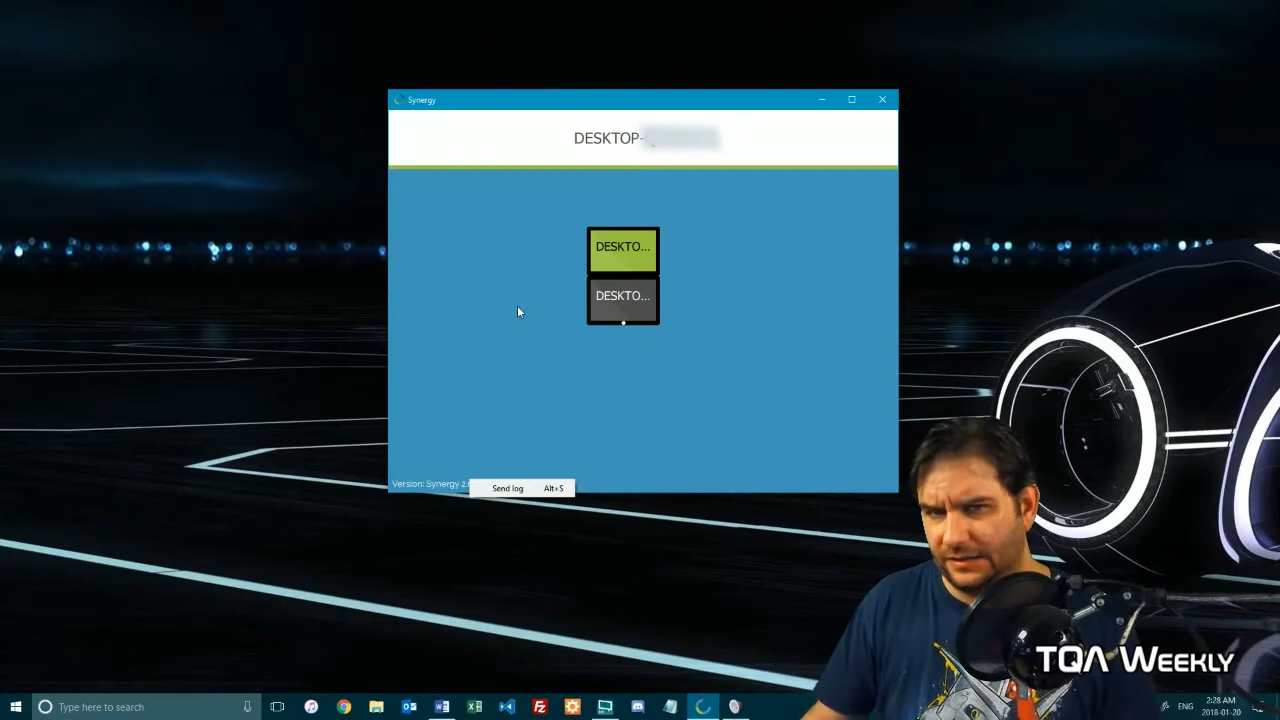 Synergy
DESKTOP-
DESKTO...
DESKTO...
Version: Synergy 2.
Send log Alt+S
TQA WEEKLY
Type here to search
ENG
2:28 AM
2018-01-20